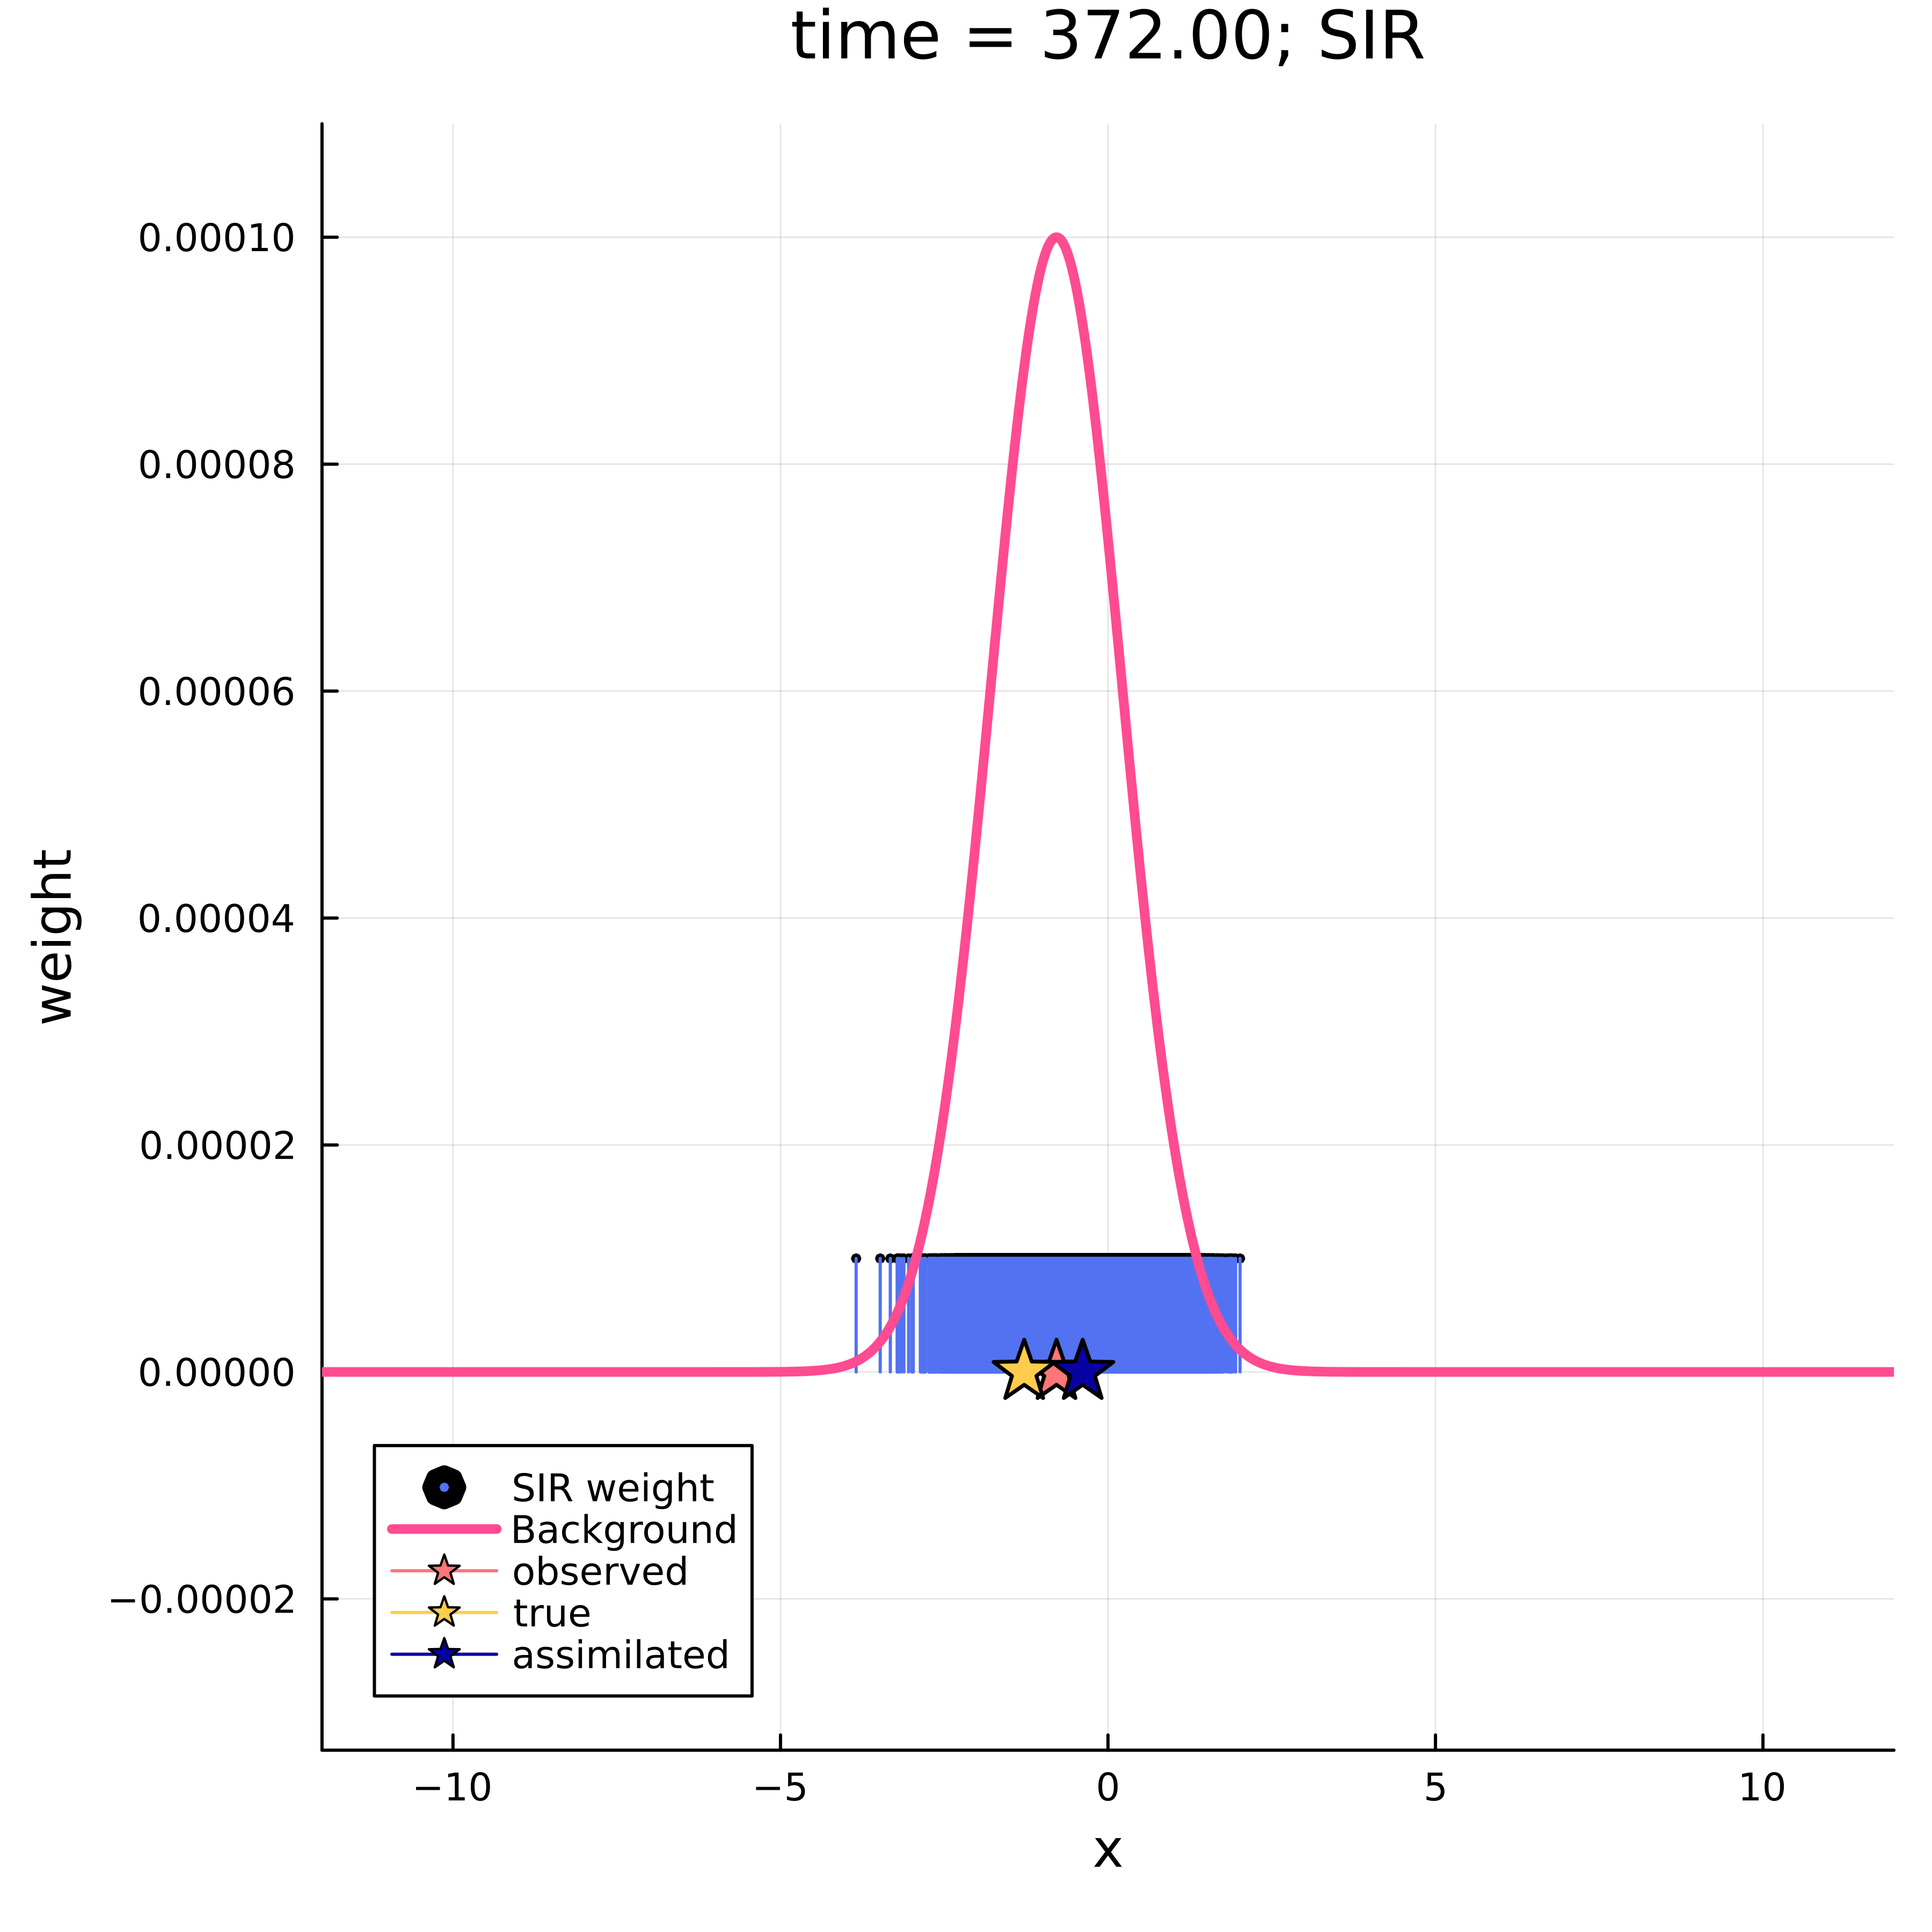 time = 372.00; SIR
weight
0.00010
0.00008
0.00006
0.00004
0.00002
0.00000
−0.00002
SIR weight
Background
observed
true
assimilated
−10
−5
0
5
10
x